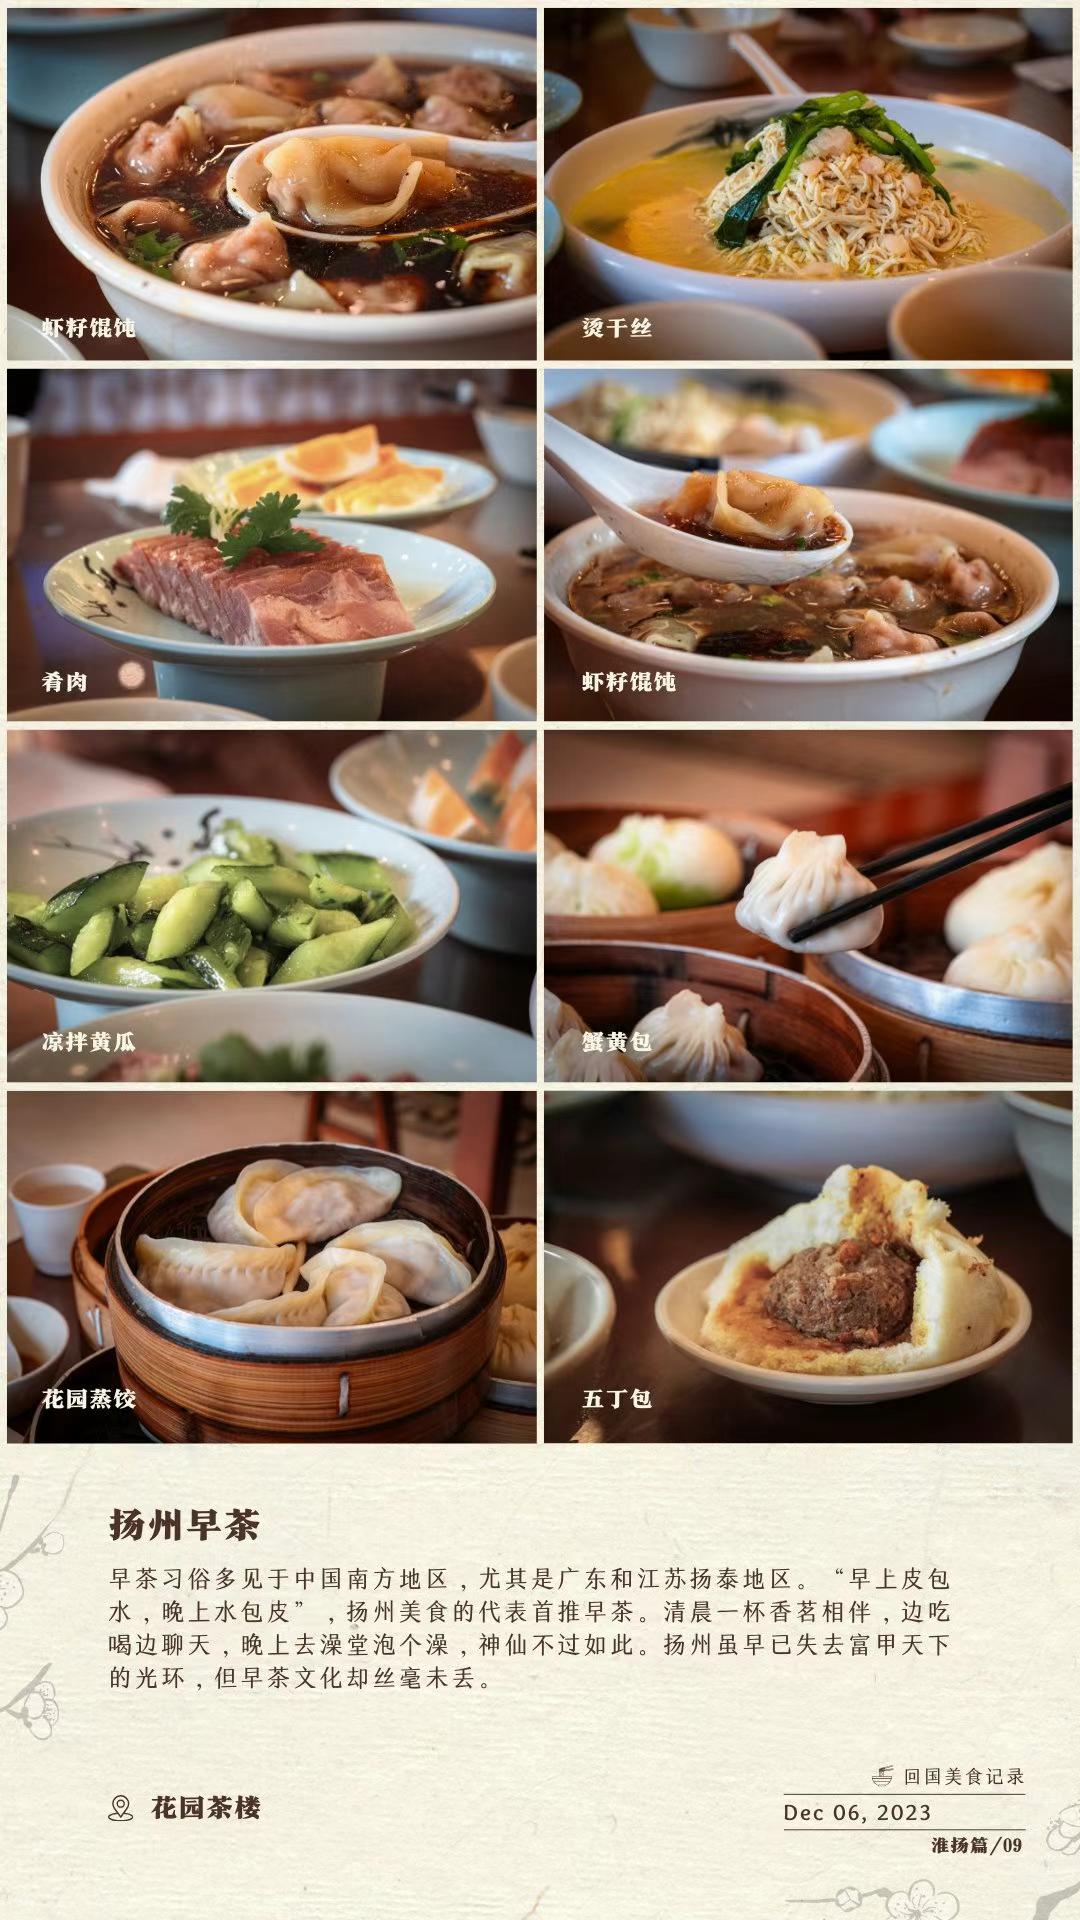 虾籽馄饨
烫干丝
肴肉
虾籽馄饨
凉拌黄瓜
蟹黄包
花园蒸饺
五丁包
扬州早茶
早茶习俗多见于中国南方地区，尤其是广东和江苏扬泰地区。“早上皮包
水，晚上水包皮”，扬州美食的代表首推早茶。清晨一杯香茗相伴，边吃
喝边聊天，晚上去澡堂泡个澡，神仙不过如此。扬州虽早已失去富甲天下
的光环，但早茶文化却丝毫未丢。
回国美食记录
花园茶楼
Dec 06, 2023
淮扬篇/09